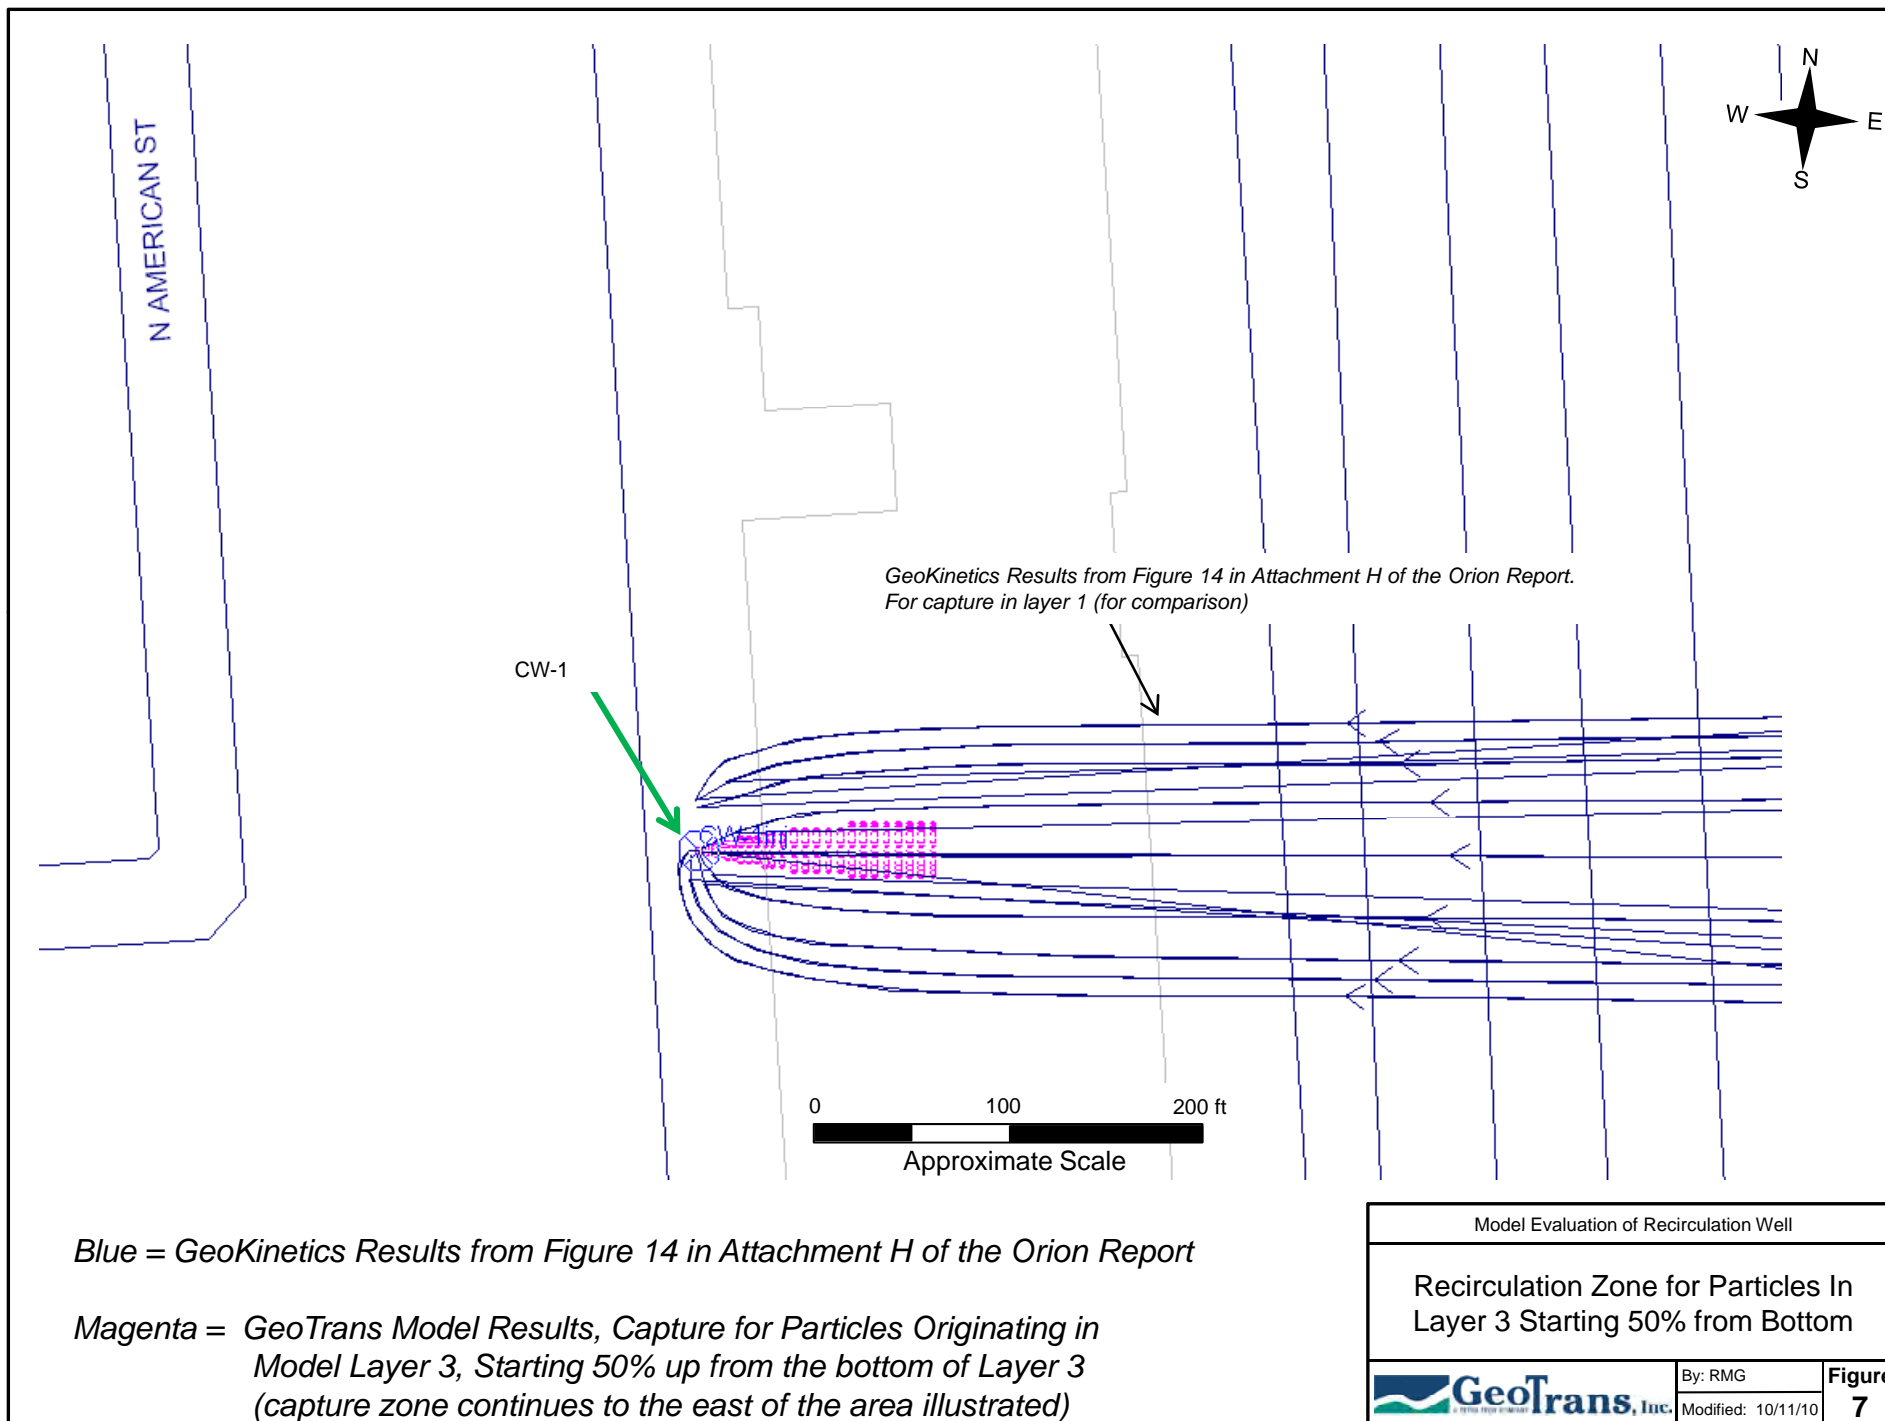 N
W
E
S
N AMERICAN ST
GeoKinetics Results from Figure 14 in Attachment H of the Orion Report.
For capture in layer 1 (for comparison)
CW-1
0 100 200 ft
Approximate Scale
Blue = GeoKinetics Results from Figure 14 in Attachment H of the Orion Report
Magenta = GeoTrans Model Results, Capture for Particles Originating in
Model Layer 3, Starting 50% up from the bottom of Layer 3
(capture zone continues to the east of the area illustrated)
Model Evaluation of Recirculation Well
Recirculation Zone for Particles In
Layer 3 Starting 50% from Bottom
GeoTrans, Inc.
By: RMG
Modified: 10/11/10
Figure
7